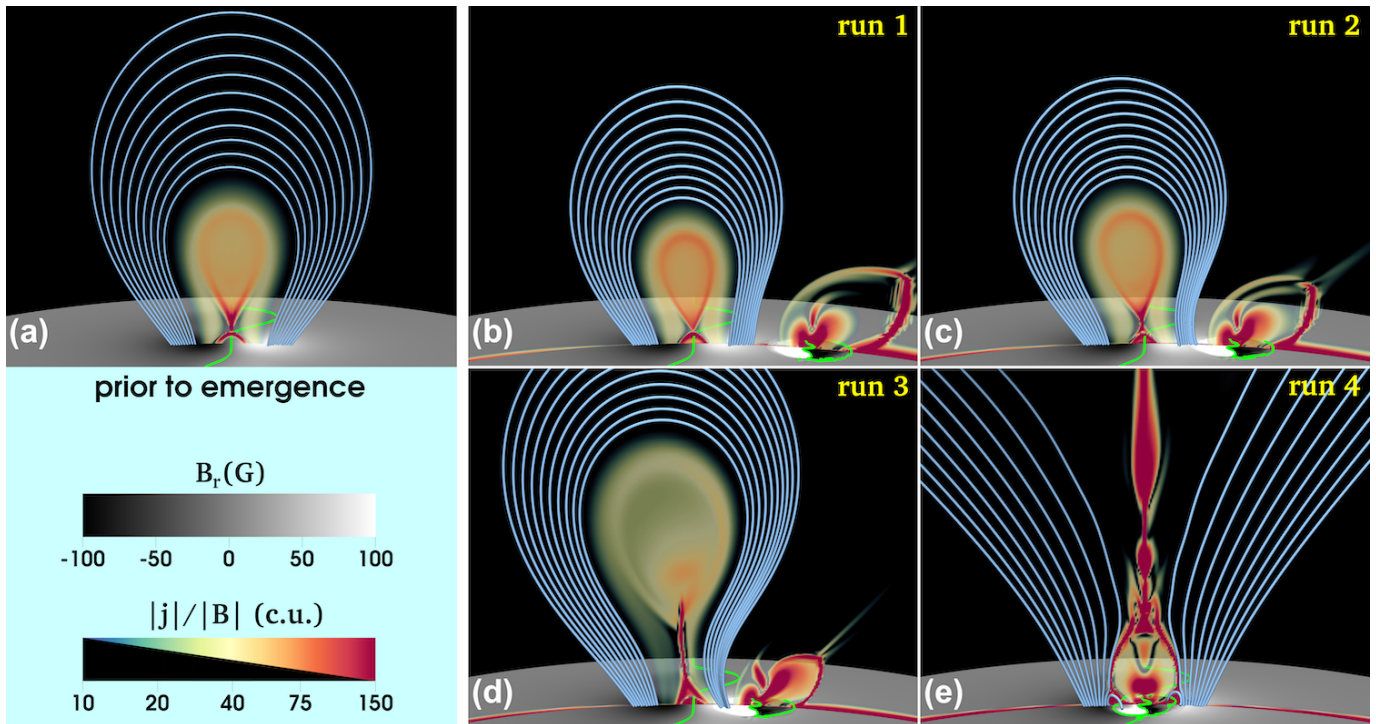 (a)
prior to emergence
B_r(G)
-100 -50 0 50 100
|j|/|B| (c.u.)
10 20 40 75 150
run 1
(b)
run 2
(c)
run 3
(d)
run 4
(e)